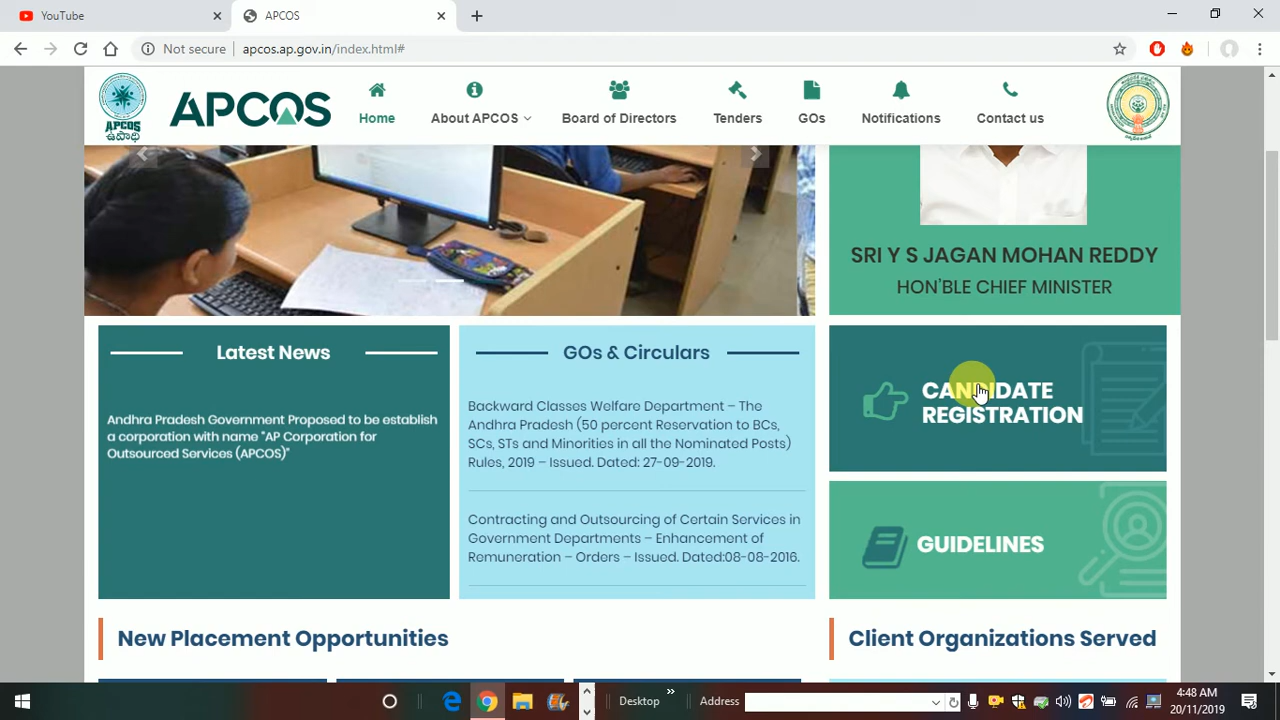 YouTube
APCOS
Not secure
apcos.ap.gov.in/index.html#
APCOS
ఉపాధి
APCOS
Home
About APCOS
Board of Directors
Tenders
GOs
Notifications
Contact us
SRI Y S JAGAN MOHAN REDDY
HON'BLE CHIEF MINISTER
Latest News
Andhra Pradesh Government Proposed to be establish
a corporation with name "AP Corporation for
Outsourced Services (APCOS)"
GOs & Circulars
Backward Classes Welfare Department – The
Andhra Pradesh (50 percent Reservation to BCs,
SCs, STs and Minorities in all the Nominated Posts)
Rules, 2019 – Issued. Dated: 27-09-2019.
Contracting and Outsourcing of Certain Services in
Government Departments – Enhancement of
Remuneration – Orders – Issued. Dated:08-08-2016.
CANDIDATE
REGISTRATION
GUIDELINES
New Placement Opportunities
Client Organizations Served
Desktop
Address
4:48 AM
20/11/2019